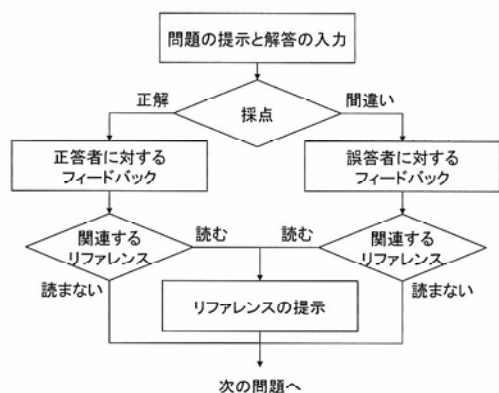 問題の提示と解答の入力
正解
間違い
採点
正答者に対する
フィードバック
誤答者に対する
フィードバック
関連する
リファレンス
読む
読む
関連する
リファレンス
読まない
リファレンスの提示
読まない
次の問題へ